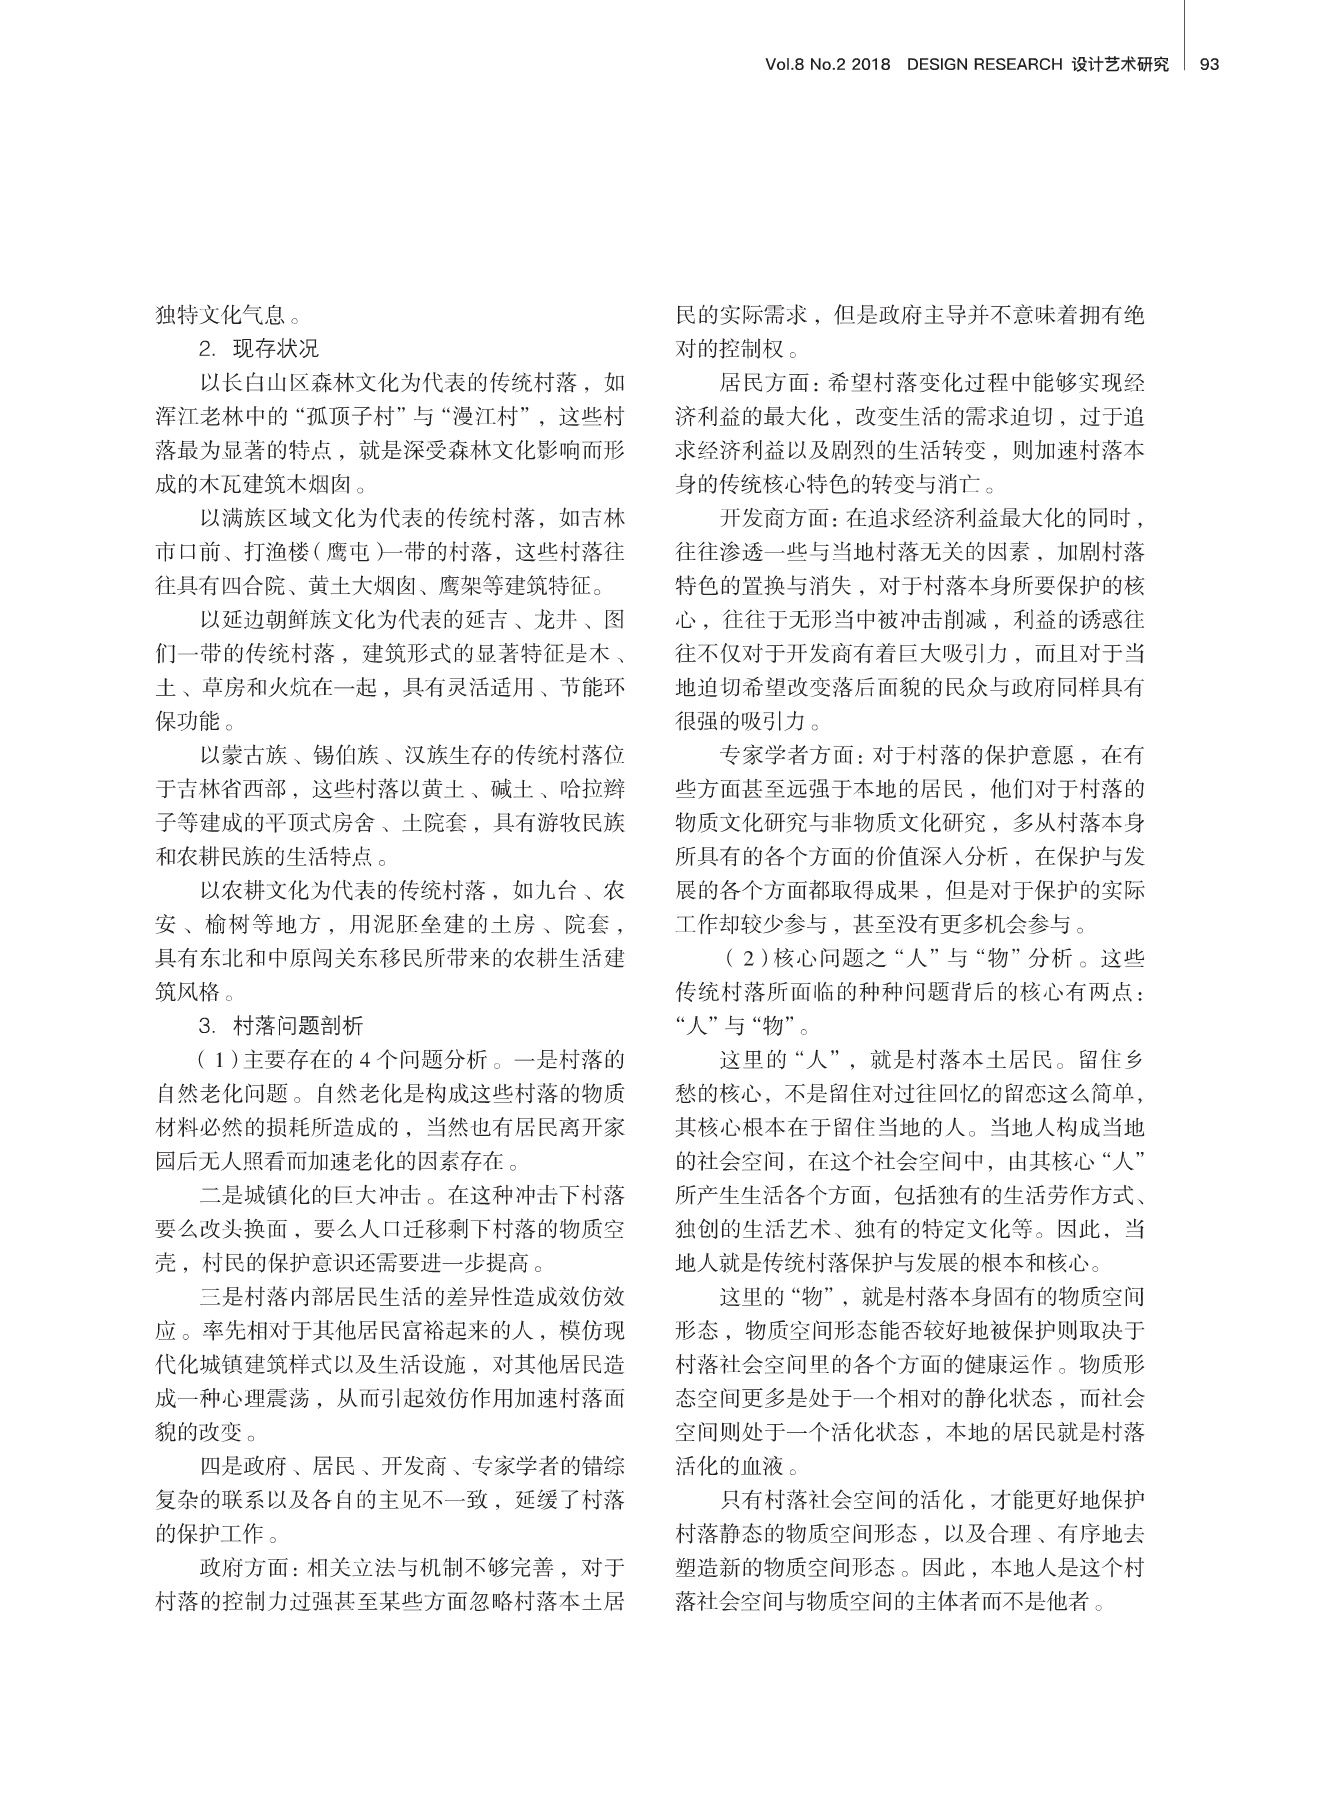 Vol.8 No.2 2018 DESIGN RESEARCH 设计艺术研究 93
独特文化气息。
2. 现存状况
以长白山区森林文化为代表的传统村落，如
浑江老林中的“孤顶子村”与“漫江村”，这些村
落最为显著的特点，就是深受森林文化影响而形
成的木瓦建筑木烟囱。
以满族区域文化为代表的传统村落，如吉林
市口前、打渔楼（鹰屯）一带的村落，这些村落往
往具有四合院、黄土大烟囱、鹰架等建筑特征。
以延边朝鲜族文化为代表的延吉、龙井、图
们一带的传统村落，建筑形式的显著特征是木、
土、草房和火炕在一起，具有灵活适用、节能环
保功能。
以蒙古族、锡伯族、汉族生存的传统村落位
于吉林省西部，这些村落以黄土、碱土、哈拉辫
子等建成的平顶式房舍、土院套，具有游牧民族
和农耕民族的生活特点。
以农耕文化为代表的传统村落，如九台、农
安、榆树等地方，用泥胚垒建的土房、院套，
具有东北和中原闯关东移民所带来的农耕生活建
筑风格。
3. 村落问题剖析
（1）主要存在的 4 个问题分析。一是村落的
自然老化问题。自然老化是构成这些村落的物质
材料必然的损耗所造成的，当然也有居民离开家
园后无人照看而加速老化的因素存在。
二是城镇化的巨大冲击。在这种冲击下村落
要么改头换面，要么人口迁移剩下村落的物质空
壳，村民的保护意识还需要进一步提高。
三是村落内部居民生活的差异性造成效仿效
应。率先相对于其他居民富裕起来的人，模仿现
代化城镇建筑样式以及生活设施，对其他居民造
成一种心理震荡，从而引起效仿作用加速村落面
貌的改变。
四是政府、居民、开发商、专家学者的错综
复杂的联系以及各自的主见不一致，延缓了村落
的保护工作。
政府方面：相关立法与机制不够完善，对于
村落的控制力过强甚至某些方面忽略村落本土居
民的实际需求，但是政府主导并不意味着拥有绝
对的控制权。
居民方面：希望村落变化过程中能够实现经
济利益的最大化，改变生活的需求迫切，过于追
求经济利益以及剧烈的生活转变，则加速村落本
身的传统核心特色的转变与消亡。
开发商方面：在追求经济利益最大化的同时，
往往渗透一些与当地村落无关的因素，加剧村落
特色的置换与消失，对于村落本身所要保护的核
心，往往于无形当中被冲击削减，利益的诱惑往
往不仅对于开发商有着巨大吸引力，而且对于当
地迫切希望改变落后面貌的民众与政府同样具有
很强的吸引力。
专家学者方面：对于村落的保护意愿，在有
些方面甚至远强于本地的居民，他们对于村落的
物质文化研究与非物质文化研究，多从村落本身
所具有的各个方面的价值深入分析，在保护与发
展的各个方面都取得成果，但是对于保护的实际
工作却较少参与，甚至没有更多机会参与。
（2）核心问题之“人”与“物”分析。这些
传统村落所面临的种种问题背后的核心有两点：
“人”与“物”。
这里的“人”，就是村落本土居民。留住乡
愁的核心，不是留住对过往回忆的留恋这么简单，
其核心根本在于留住当地的人。当地人构成当地
的社会空间，在这个社会空间中，由其核心“人”
所产生生活各个方面，包括独有的生活劳作方式、
独创的生活艺术、独有的特定文化等。因此，当
地人就是传统村落保护与发展的根本和核心。
这里的“物”，就是村落本身固有的物质空间
形态，物质空间形态能否较好地被保护则取决于
村落社会空间里的各个方面的健康运作。物质形
态空间更多是处于一个相对的静化状态，而社会
空间则处于一个活化状态，本地的居民就是村落
活化的血液。
只有村落社会空间的活化，才能更好地保护
村落静态的物质空间形态，以及合理、有序地去
塑造新的物质空间形态。因此，本地人是这个村
落社会空间与物质空间的主体者而不是他者。